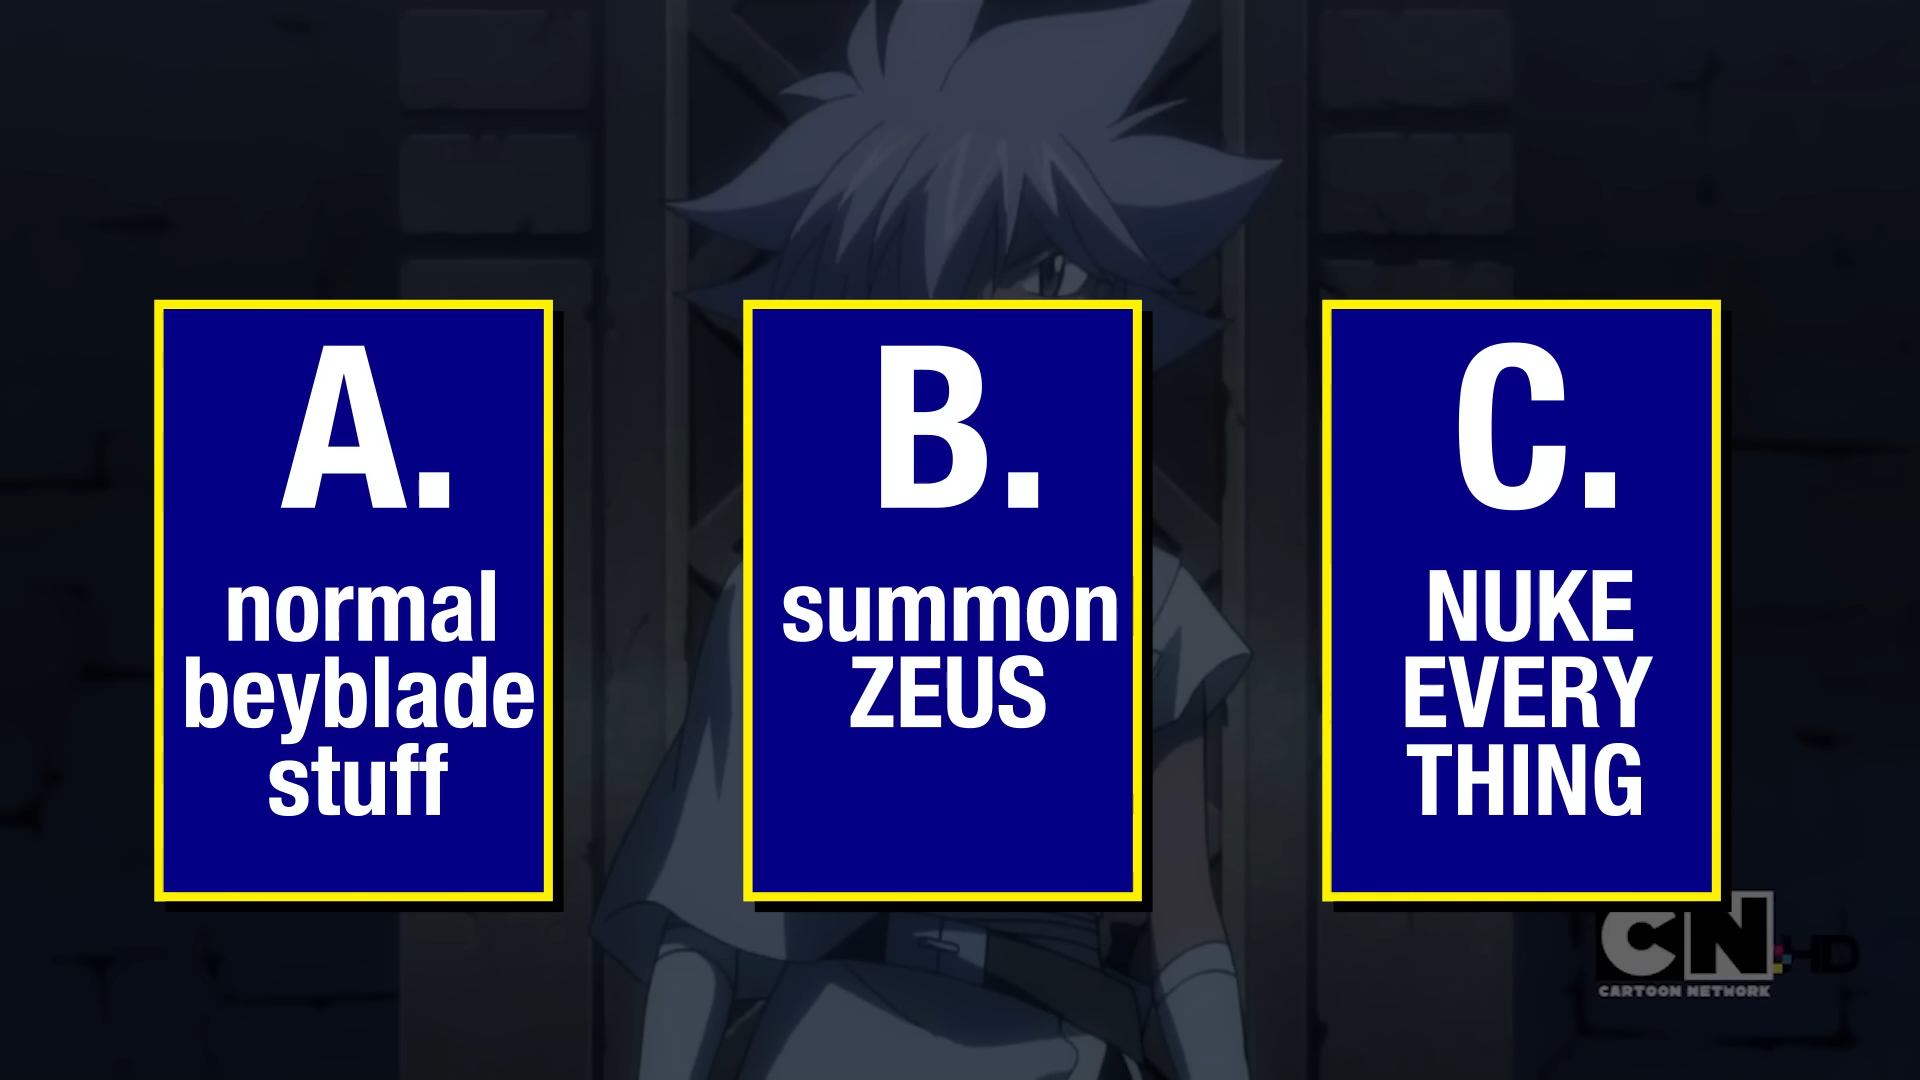 A.
normal
beyblade
stuff
B.
summon
ZEUS
C.
NUKE
EVERY
THING
CN HD
CARTOON NETWORK